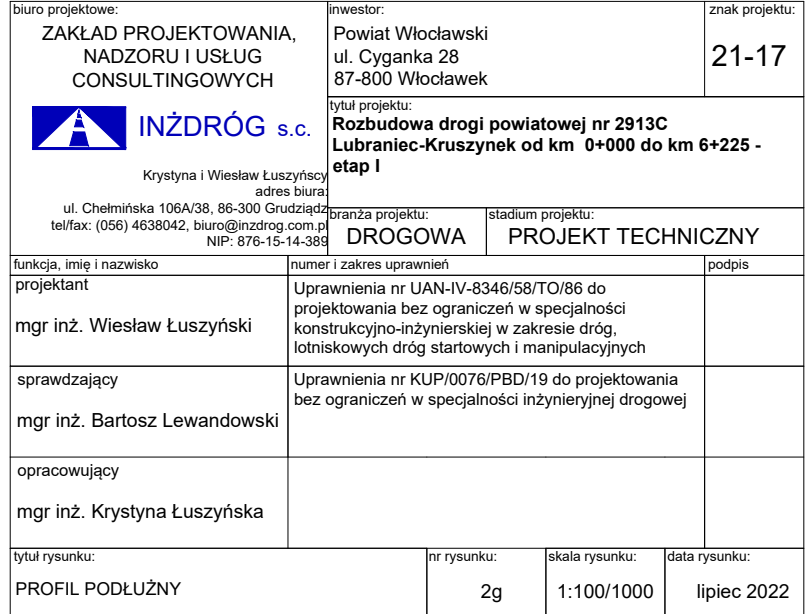 biuro projektowe:
ZAKŁAD PROJEKTOWANIA,
NADZORU I USŁUG
CONSULTINGOWYCH
INŻDRÓG s.c.
Krystyna i Wiesław Łuszyńscy
adres biura:
ul. Chełmińska 106A/38, 86-300 Grudziądz
tel/fax: (056) 4638042, biuro@inzdrog.com.pl
NIP: 876-15-14-389
inwestor:
Powiat Włocławski
ul. Cyganka 28
87-800 Włocławek
znak projektu:
21-17
tytuł projektu:
Rozbudowa drogi powiatowej nr 2913C
Lubraniec-Kruszynek od km 0+000 do km 6+225 -
etap I
branża projektu:
DROGOWA
stadium projektu:
PROJEKT TECHNICZNY
funkcja, imię i nazwisko
numer i zakres uprawnień
podpis
projektant
mgr inż. Wiesław Łuszyński
Uprawnienia nr UAN-IV-8346/58/TO/86 do
projektowania bez ograniczeń w specjalności
konstrukcyjno-inżynierskiej w zakresie dróg,
lotniskowych dróg startowych i manipulacyjnych
sprawdzający
mgr inż. Bartosz Lewandowski
Uprawnienia nr KUP/0076/PBD/19 do projektowania
bez ograniczeń w specjalności inżynieryjnej drogowej
opracowujący
mgr inż. Krystyna Łuszyńska
tytuł rysunku:
PROFIL PODŁUŻNY
nr rysunku:
2g
skala rysunku:
1:100/1000
data rysunku:
lipiec 2022